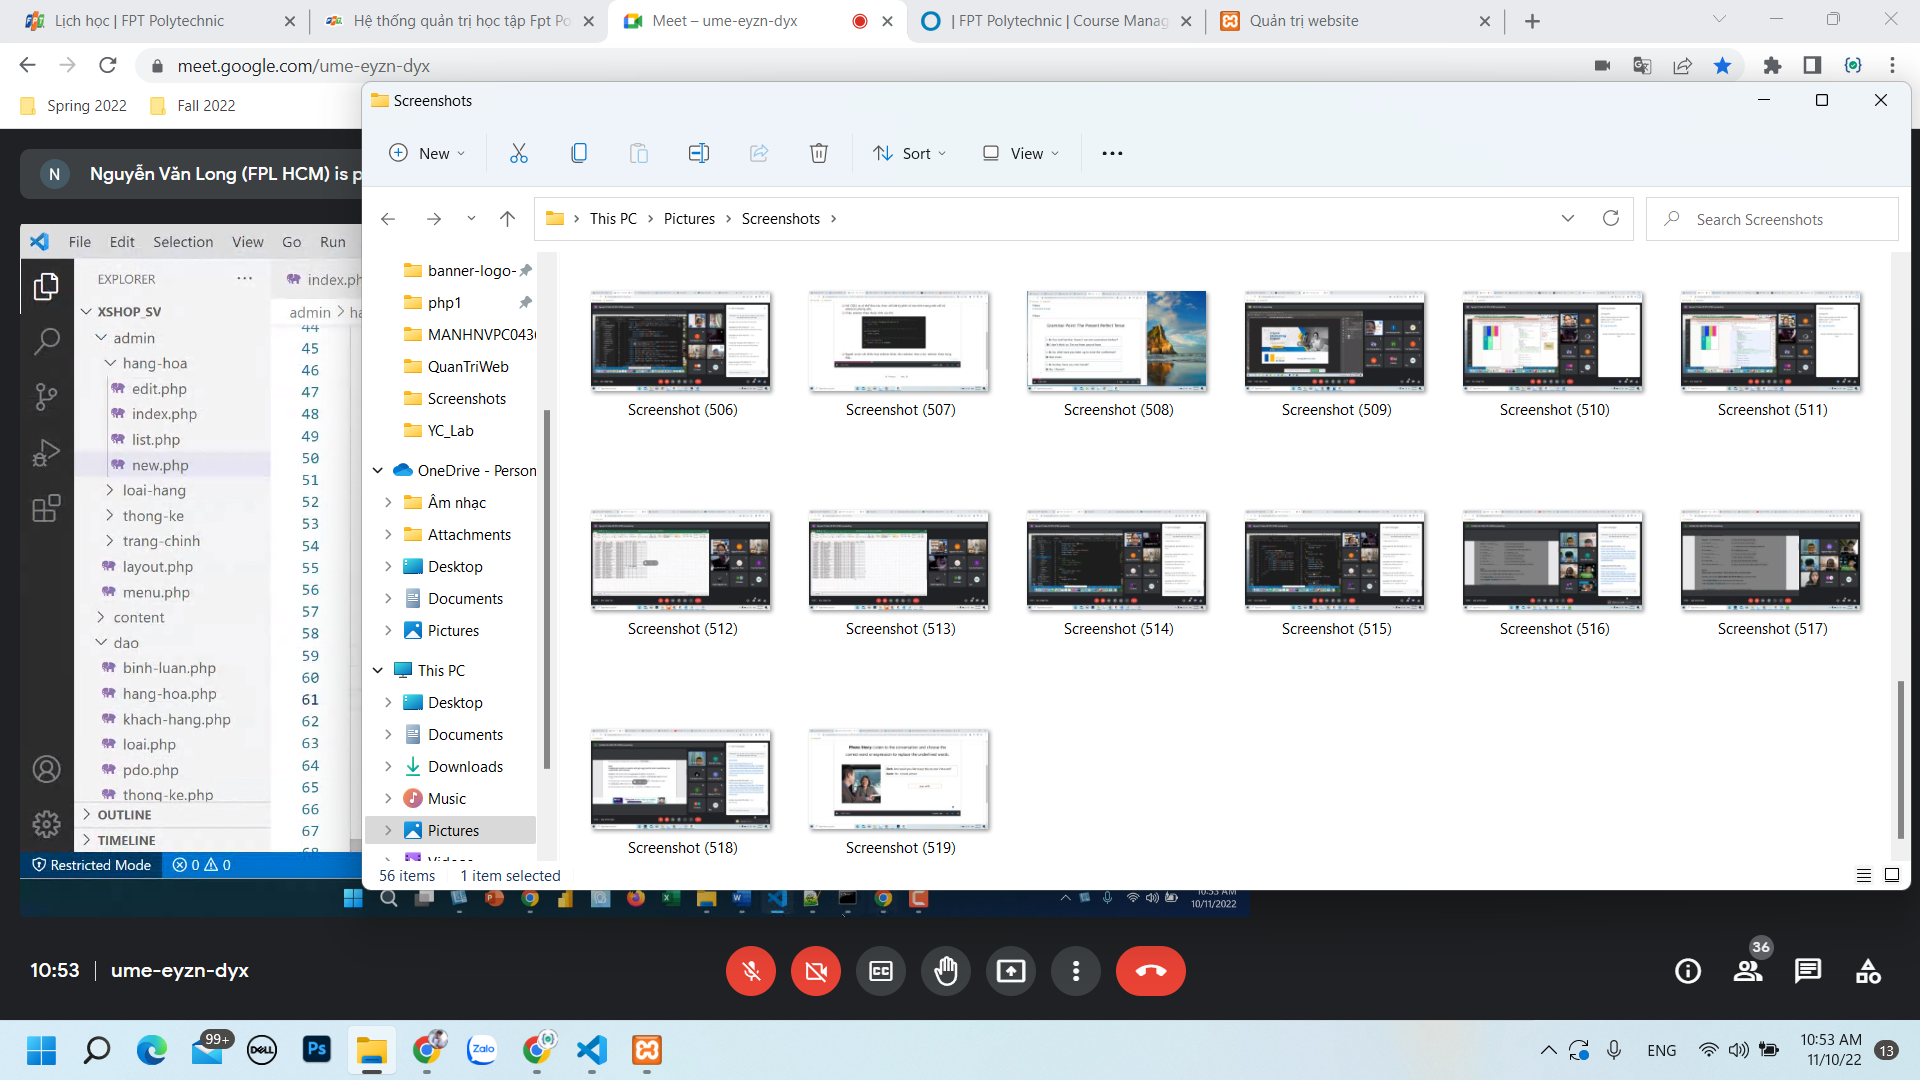 Lịch học | FPT Polytechnic
Hệ thống quản trị học tập Fpt Po
Meet – ume-eyzn-dyx
| FPT Polytechnic | Course Manag
Quản trị website
meet.google.com/ume-eyzn-dyx
Spring 2022
Fall 2022
Screenshots
New
Sort
View
N
Nguyễn Văn Long (FPL HCM) is p
This PC
Pictures
Screenshots
Search Screenshots
File Edit Selection View Go Run
EXPLORER
index.ph
XSHOP_SV
admin
ha
admin
hang-hoa
edit.php
index.php
list.php
new.php
loai-hang
thong-ke
trang-chinh
layout.php
menu.php
content
dao
binh-luan.php
hang-hoa.php
khach-hang.php
loai.php
pdo.php
thong-ke.php
OUTLINE
TIMELINE
Restricted Mode
0
0
44
45
46
47
48
49
50
51
52
53
54
55
56
57
58
59
60
61
62
63
64
65
66
67
68
banner-logo-
php1
MANHNVPC0436
QuanTriWeb
Screenshots
YC_Lab
OneDrive - Person
Âm nhạc
Attachments
Desktop
Documents
Pictures
This PC
Desktop
Documents
Downloads
Music
Pictures
Videos
Screenshot (506)
Screenshot (507)
Screenshot (508)
Screenshot (509)
Screenshot (510)
Screenshot (511)
Screenshot (512)
Screenshot (513)
Screenshot (514)
Screenshot (515)
Screenshot (516)
Screenshot (517)
Screenshot (518)
Screenshot (519)
56 items
1 item selected
10:53 AM
10/11/2022
10:53
ume-eyzn-dyx
36
99+
DELL
Ps
Zalo
ENG
10:53 AM
11/10/22
13